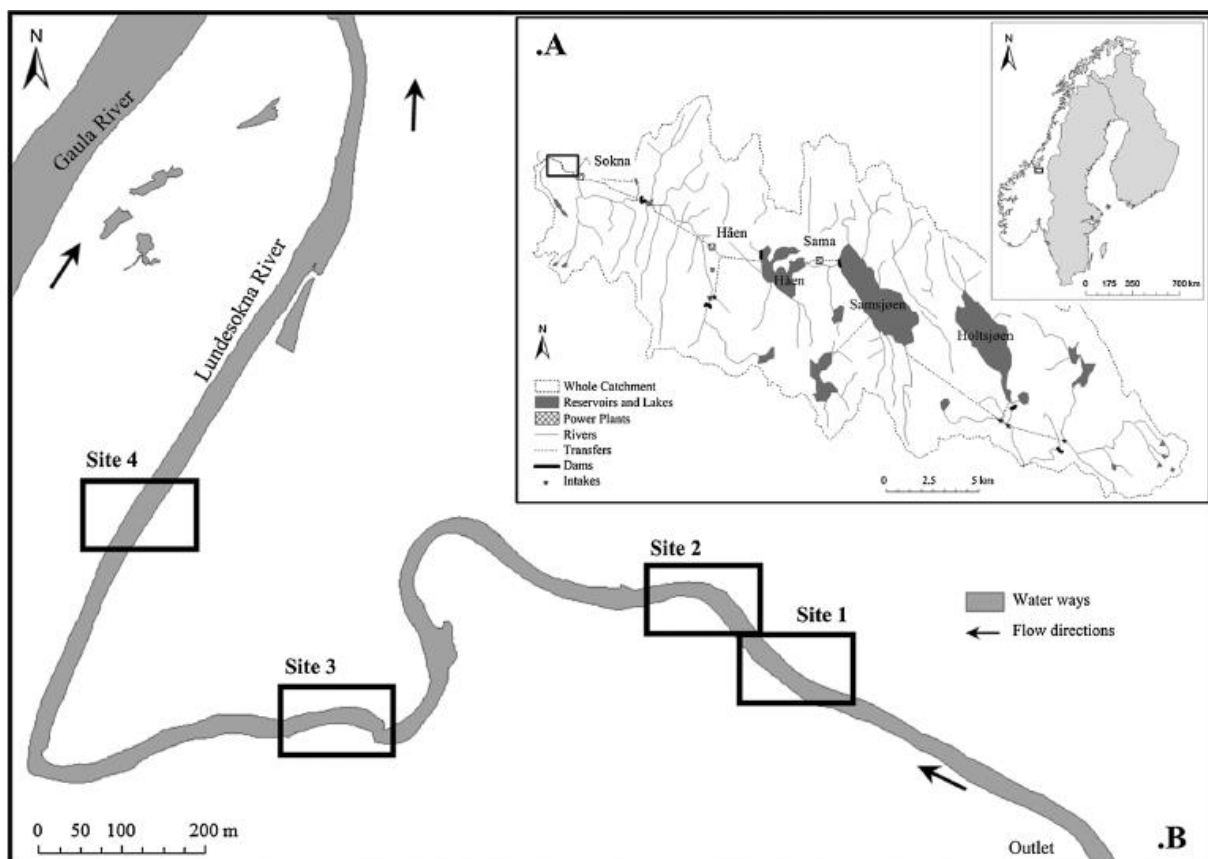 N
Gaula River
Lundesokna River
.A
N
0 175 350 700 km
Sokna
Håen
Sama
Håen
Samsjøen
Holtsjøen
N
Whole Catchment
Reservoirs and Lakes
Power Plants
Rivers
Transfers
Dams
Intakes
0 2.5 5 km
Site 4
Site 2
Site 1
Site 3
Water ways
Flow directions
0 50 100 200 m
Outlet
.B